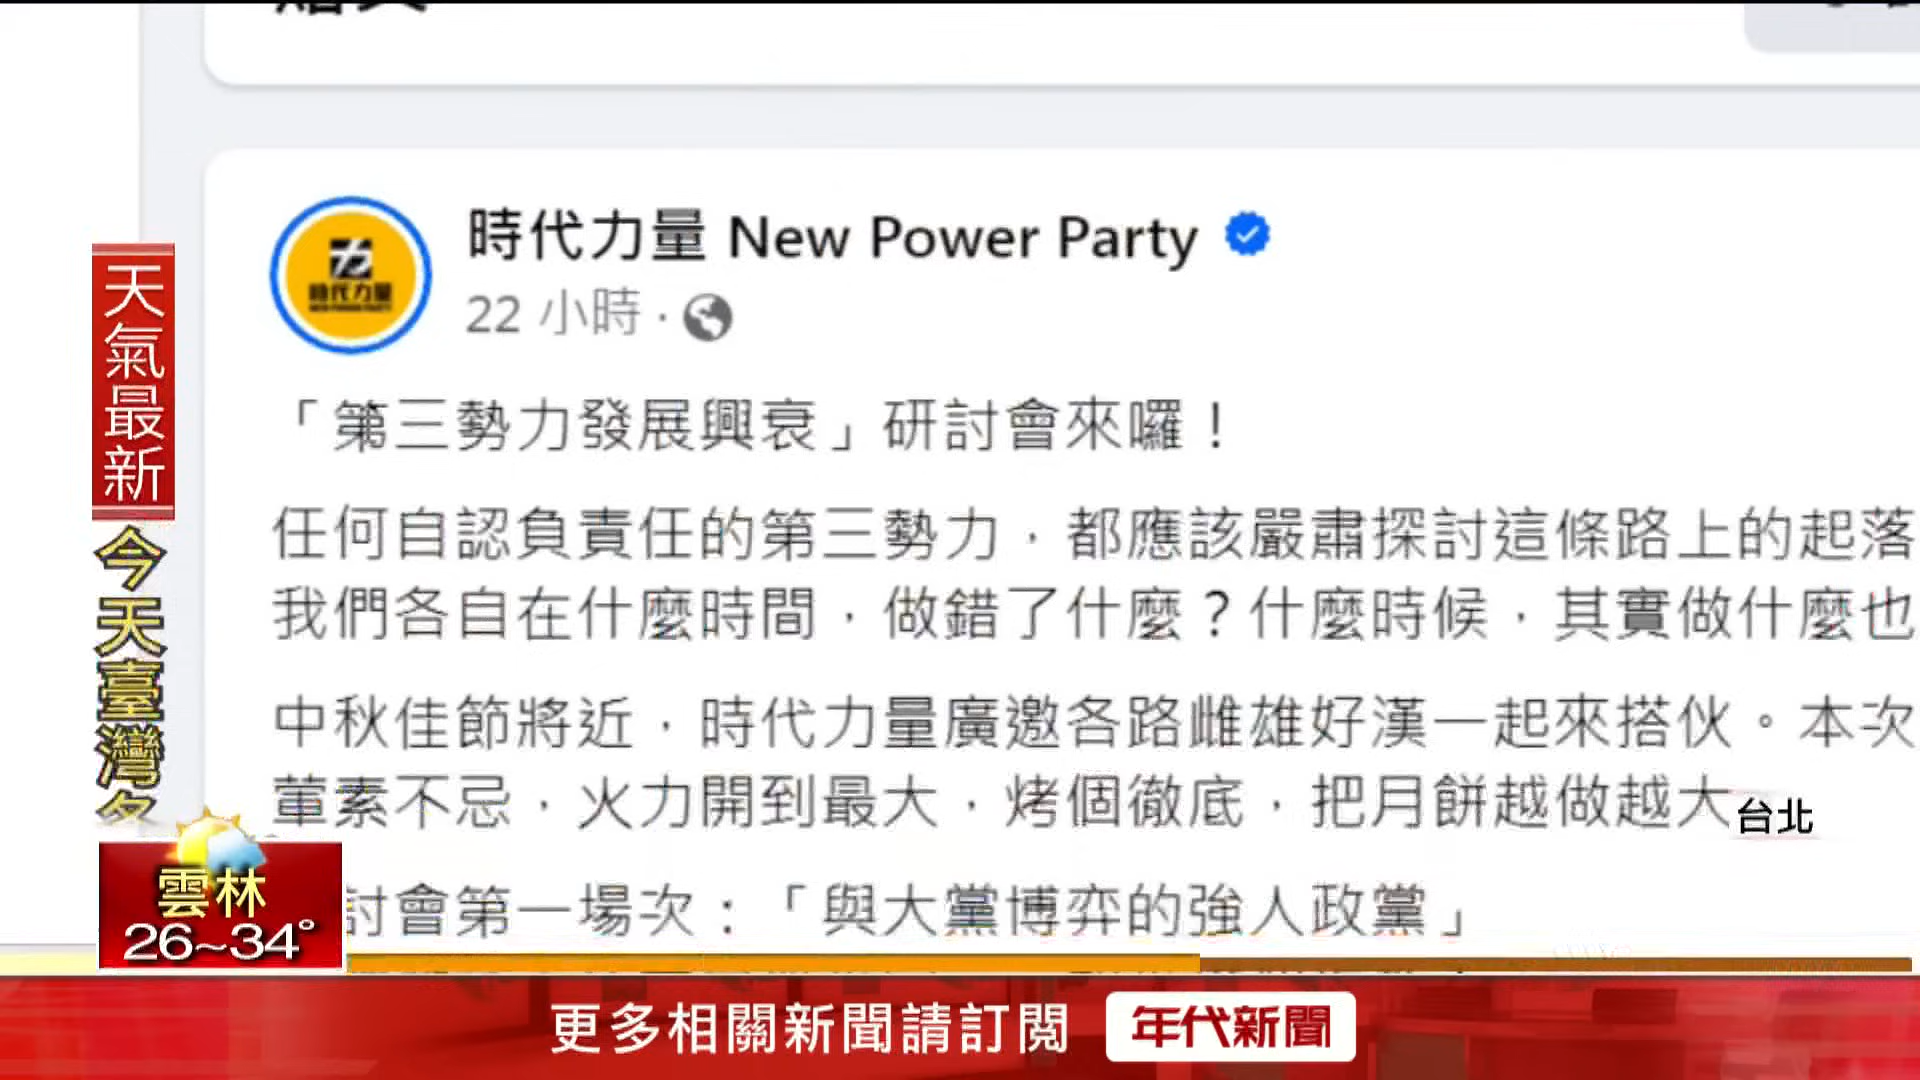 時代力量 New Power Party
22 小時
時代力量
「第三勢力發展興衰」研討會來囉！
任何自認負責任的第三勢力，都應該嚴肅探討這條路上的起落
我們各自在什麼時間，做錯了什麼？什麼時候，其實做什麼也
中秋佳節將近，時代力量廣邀各路雌雄好漢一起來搭伙。本次
葷素不忌，火力開到最大，烤個徹底，把月餅越做越大
討會第一場次：「與大黨博弈的強人政黨」
台北
天氣最新
今天臺灣各
雲林
26~34°
更多相關新聞請訂閱 年代新聞